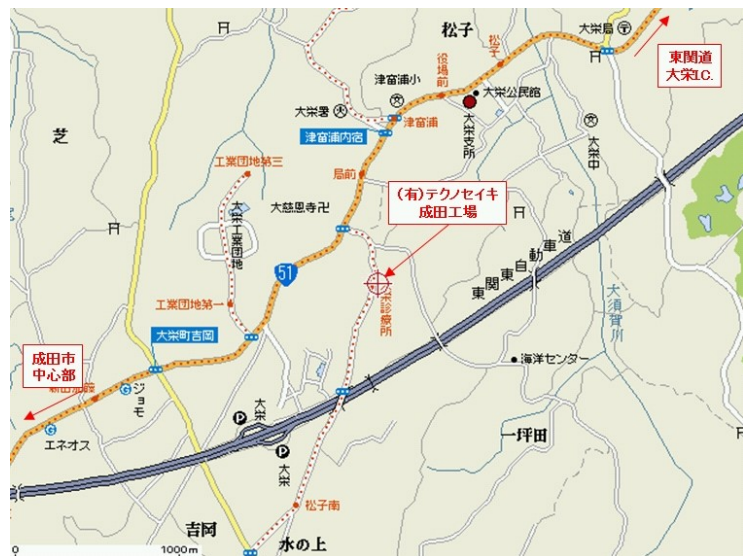 松子
大栄局
松子
東関道
大栄I.C.
役場前
大栄公民館
津富浦小
大栄署
津富浦
大栄支所
津富浦内宿
大栄中
芝
工業団地第三
局前
(有)テクノセイキ
成田工場
大慈恩寺卍
大栄工業団地
東関東自動車道
51
栄診療所
大須賀川
工業団地第一
大栄町吉岡
成田市
中心部
海洋センター
ジョモ
大栄
P
エネオス
一坪田
P
大栄
松子南
吉岡
水の上
0
1000m